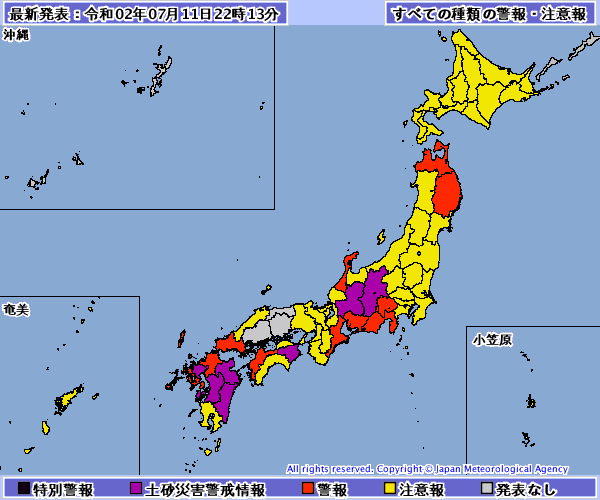 最新発表：令和02年07月11日22時13分
すべての種類の警報・注意報
沖縄
奄美
小笠原
All rights reserved. Copyright © Japan Meteorological Agency
特別警報 土砂災害警戒情報 警報 注意報 発表なし